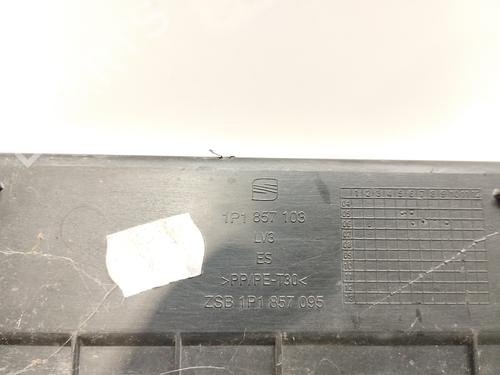 1P1 857 103
LV3
ES
>PP/PE-T30<
ZSB 1P1 857 095